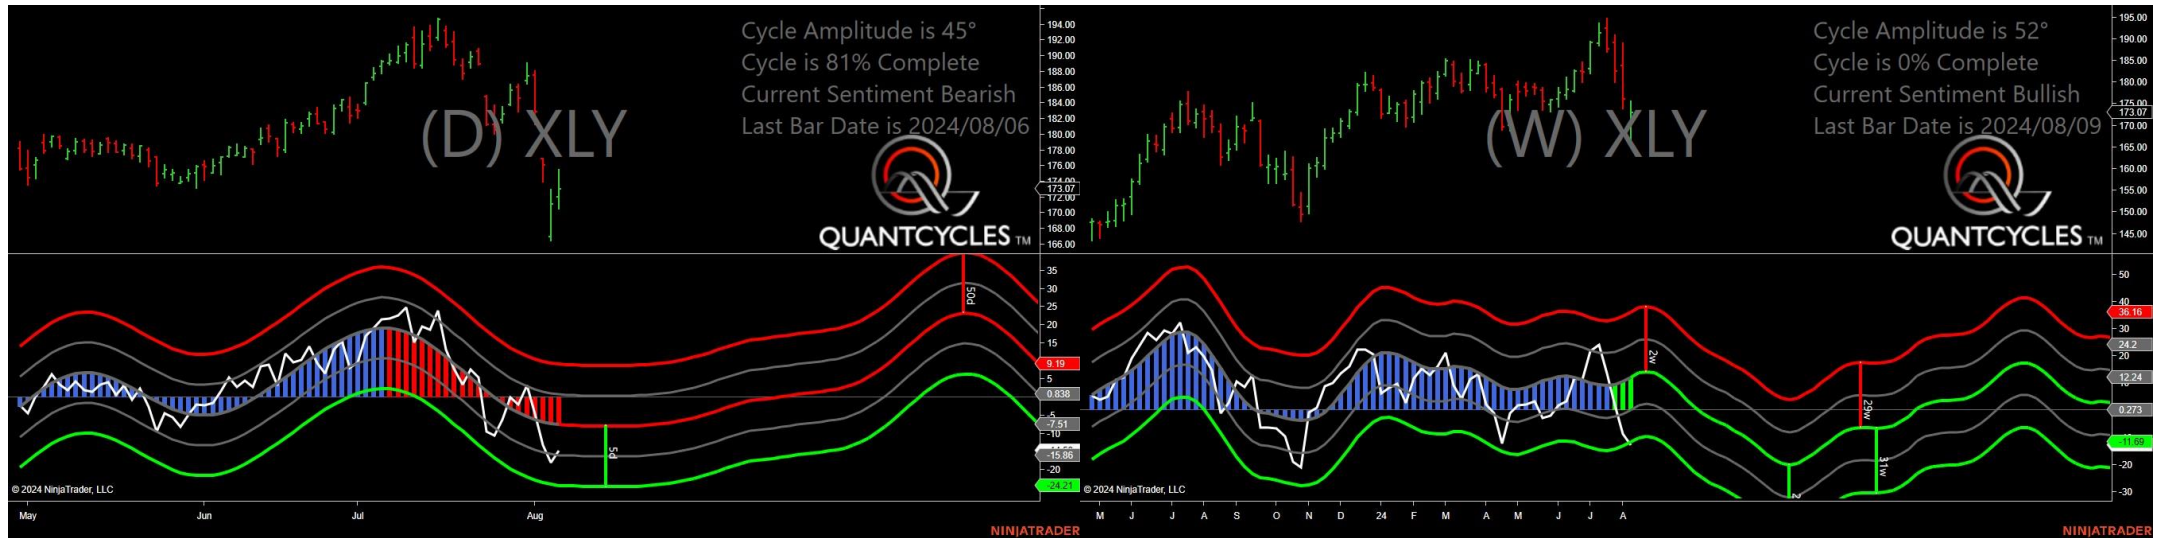 Cycle Amplitude is 45°
Cycle is 81% Complete
Current Sentiment Bearish
Last Bar Date is 2024/08/06
(D) XLY
QUANTCYCLES TM
194.00
192.00
190.00
188.00
186.00
184.00
182.00
180.00
178.00
176.00
174.00
173.07
172.00
170.00
168.00
166.00
50d
5d
35
30
25
20
15
9.19
5
0.838
-5
-7.51
-10
-15.86
-20
-24.21
© 2024 NinjaTrader, LLC
May Jun Jul Aug
NINJATRADER
Cycle Amplitude is 52°
Cycle is 0% Complete
Current Sentiment Bullish
Last Bar Date is 2024/08/09
(W) XLY
QUANTCYCLES TM
195.00
190.00
185.00
180.00
175.00
173.07
170.00
165.00
160.00
155.00
150.00
145.00
2w
29w
31w
2
50
40
36.16
30
24.2
20
12.24
0.273
-11.69
-20
-30
© 2024 NinjaTrader, LLC
M J J A S O N D 24 F M A M J J A
NINJATRADER